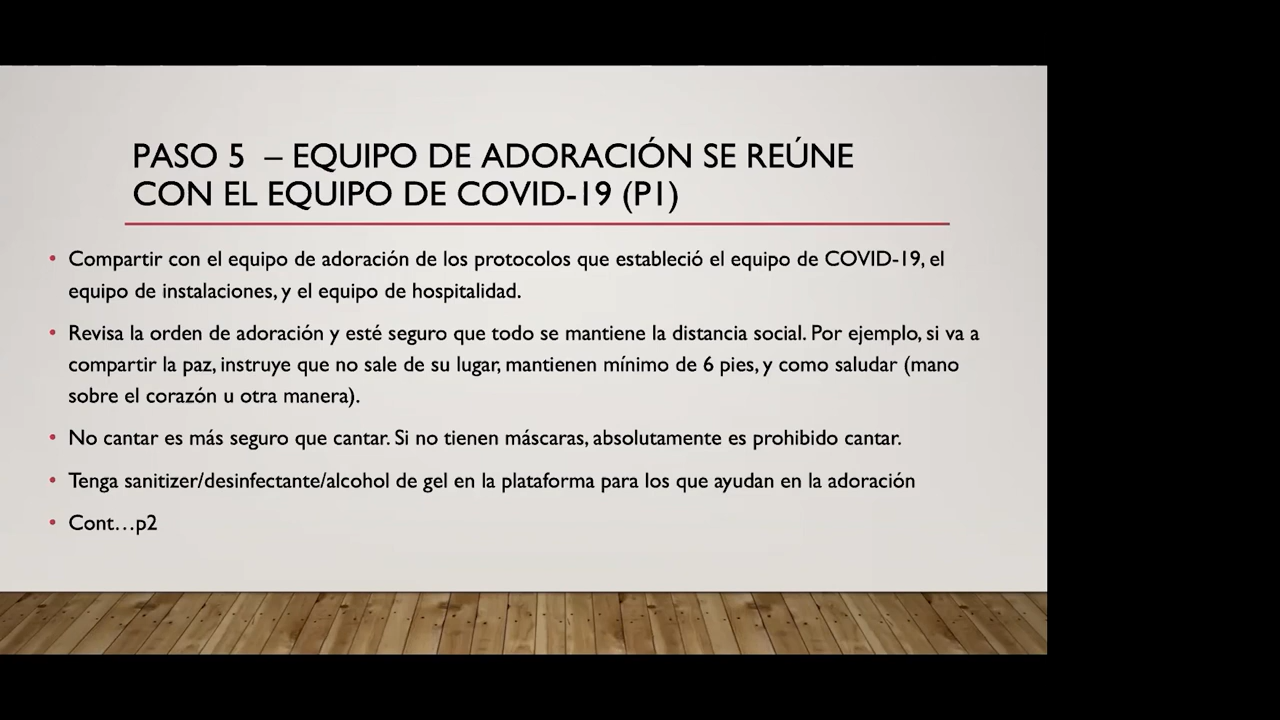 PASO 5 – EQUIPO DE ADORACIÓN SE REÚNE
CON EL EQUIPO DE COVID-19 (P1)
• Compartir con el equipo de adoración de los protocolos que estableció el equipo de COVID-19, el
equipo de instalaciones, y el equipo de hospitalidad.
• Revisa la orden de adoración y esté seguro que todo se mantiene la distancia social. Por ejemplo, si va a
compartir la paz, instruye que no sale de su lugar, mantienen mínimo de 6 pies, y como saludar (mano
sobre el corazón u otra manera).
• No cantar es más seguro que cantar. Si no tienen máscaras, absolutamente es prohibido cantar.
• Tenga sanitizer/desinfectante/alcohol de gel en la plataforma para los que ayudan en la adoración
• Cont…p2